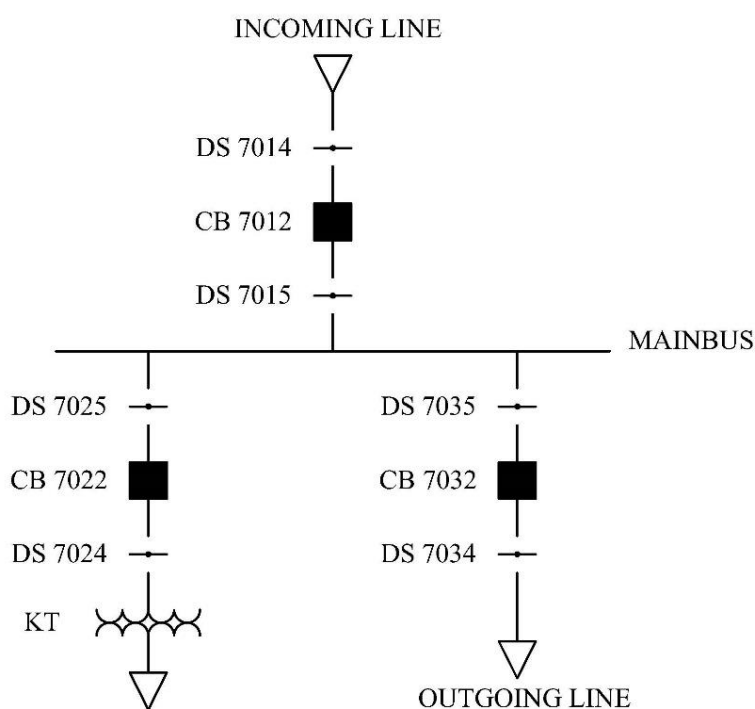 INCOMING LINE
DS 7014
CB 7012
DS 7015
MAINBUS
DS 7025
DS 7035
CB 7022
CB 7032
DS 7024
DS 7034
KT
OUTGOING LINE